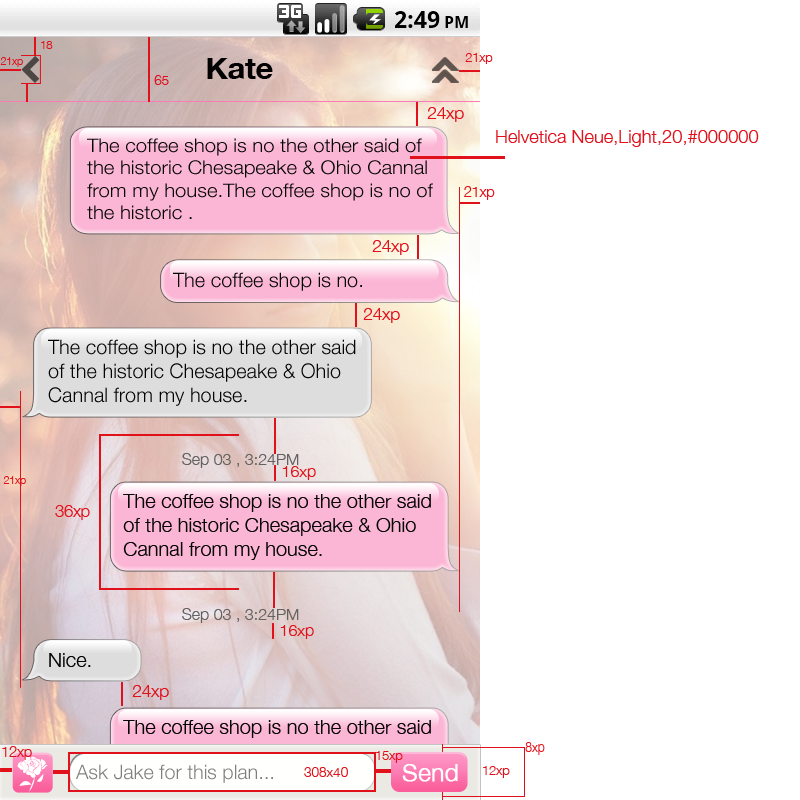 3G 2:49 PM
18
21xp
Kate
21xp
65
24xp
Helvetica Neue,Light,20,#000000
The coffee shop is no the other said of
the historic Chesapeake & Ohio Cannal
from my house.The coffee shop is no of
the historic .
21xp
24xp
The coffee shop is no.
24xp
The coffee shop is no the other said
of the historic Chesapeake & Ohio
Cannal from my house.
Sep 03 , 3:24PM
16xp
21xp
The coffee shop is no the other said
of the historic Chesapeake & Ohio
Cannal from my house.
36xp
Sep 03 , 3:24PM
16xp
Nice.
24xp
The coffee shop is no the other said
12xp
Ask Jake for this plan...
308x40
15xp
Send
8xp
12xp